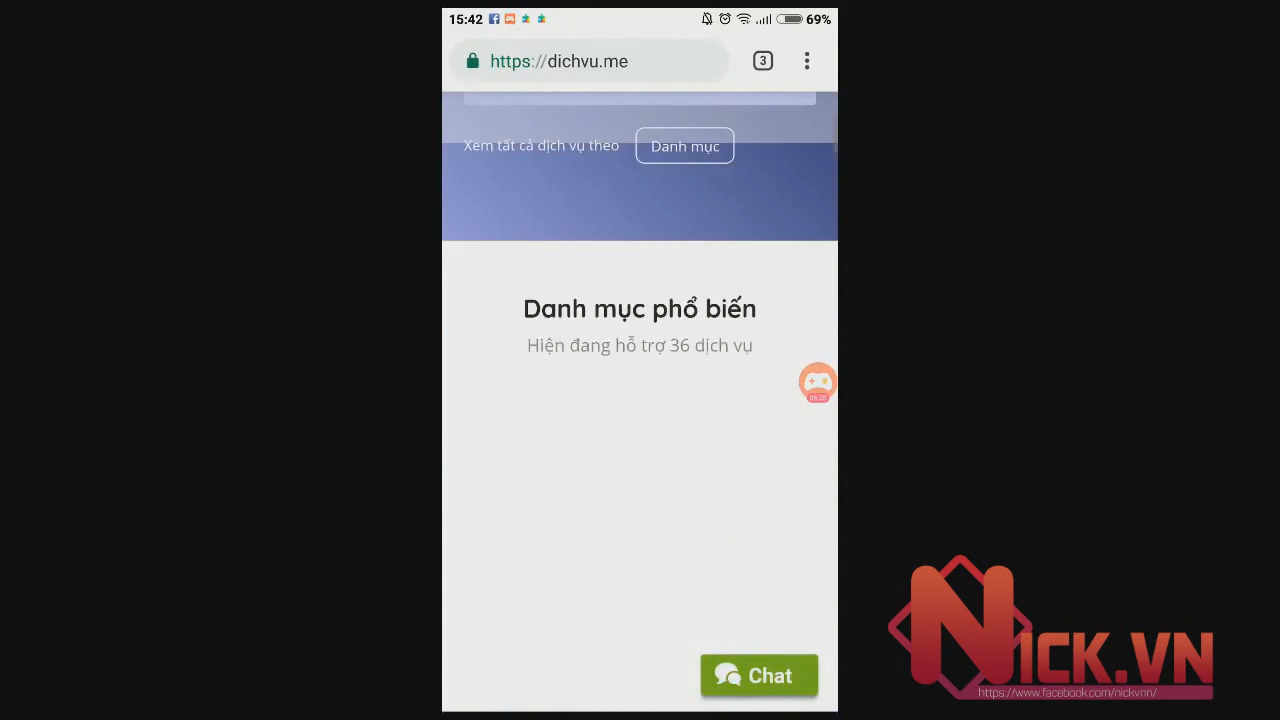 15:42
69%
https://dichvu.me
3
Xem tất cả dịch vụ theo
Danh mục
Danh mục phổ biến
Hiện đang hỗ trợ 36 dịch vụ
Chat
NICK.VN
https://www.facebook.com/nickvnn/